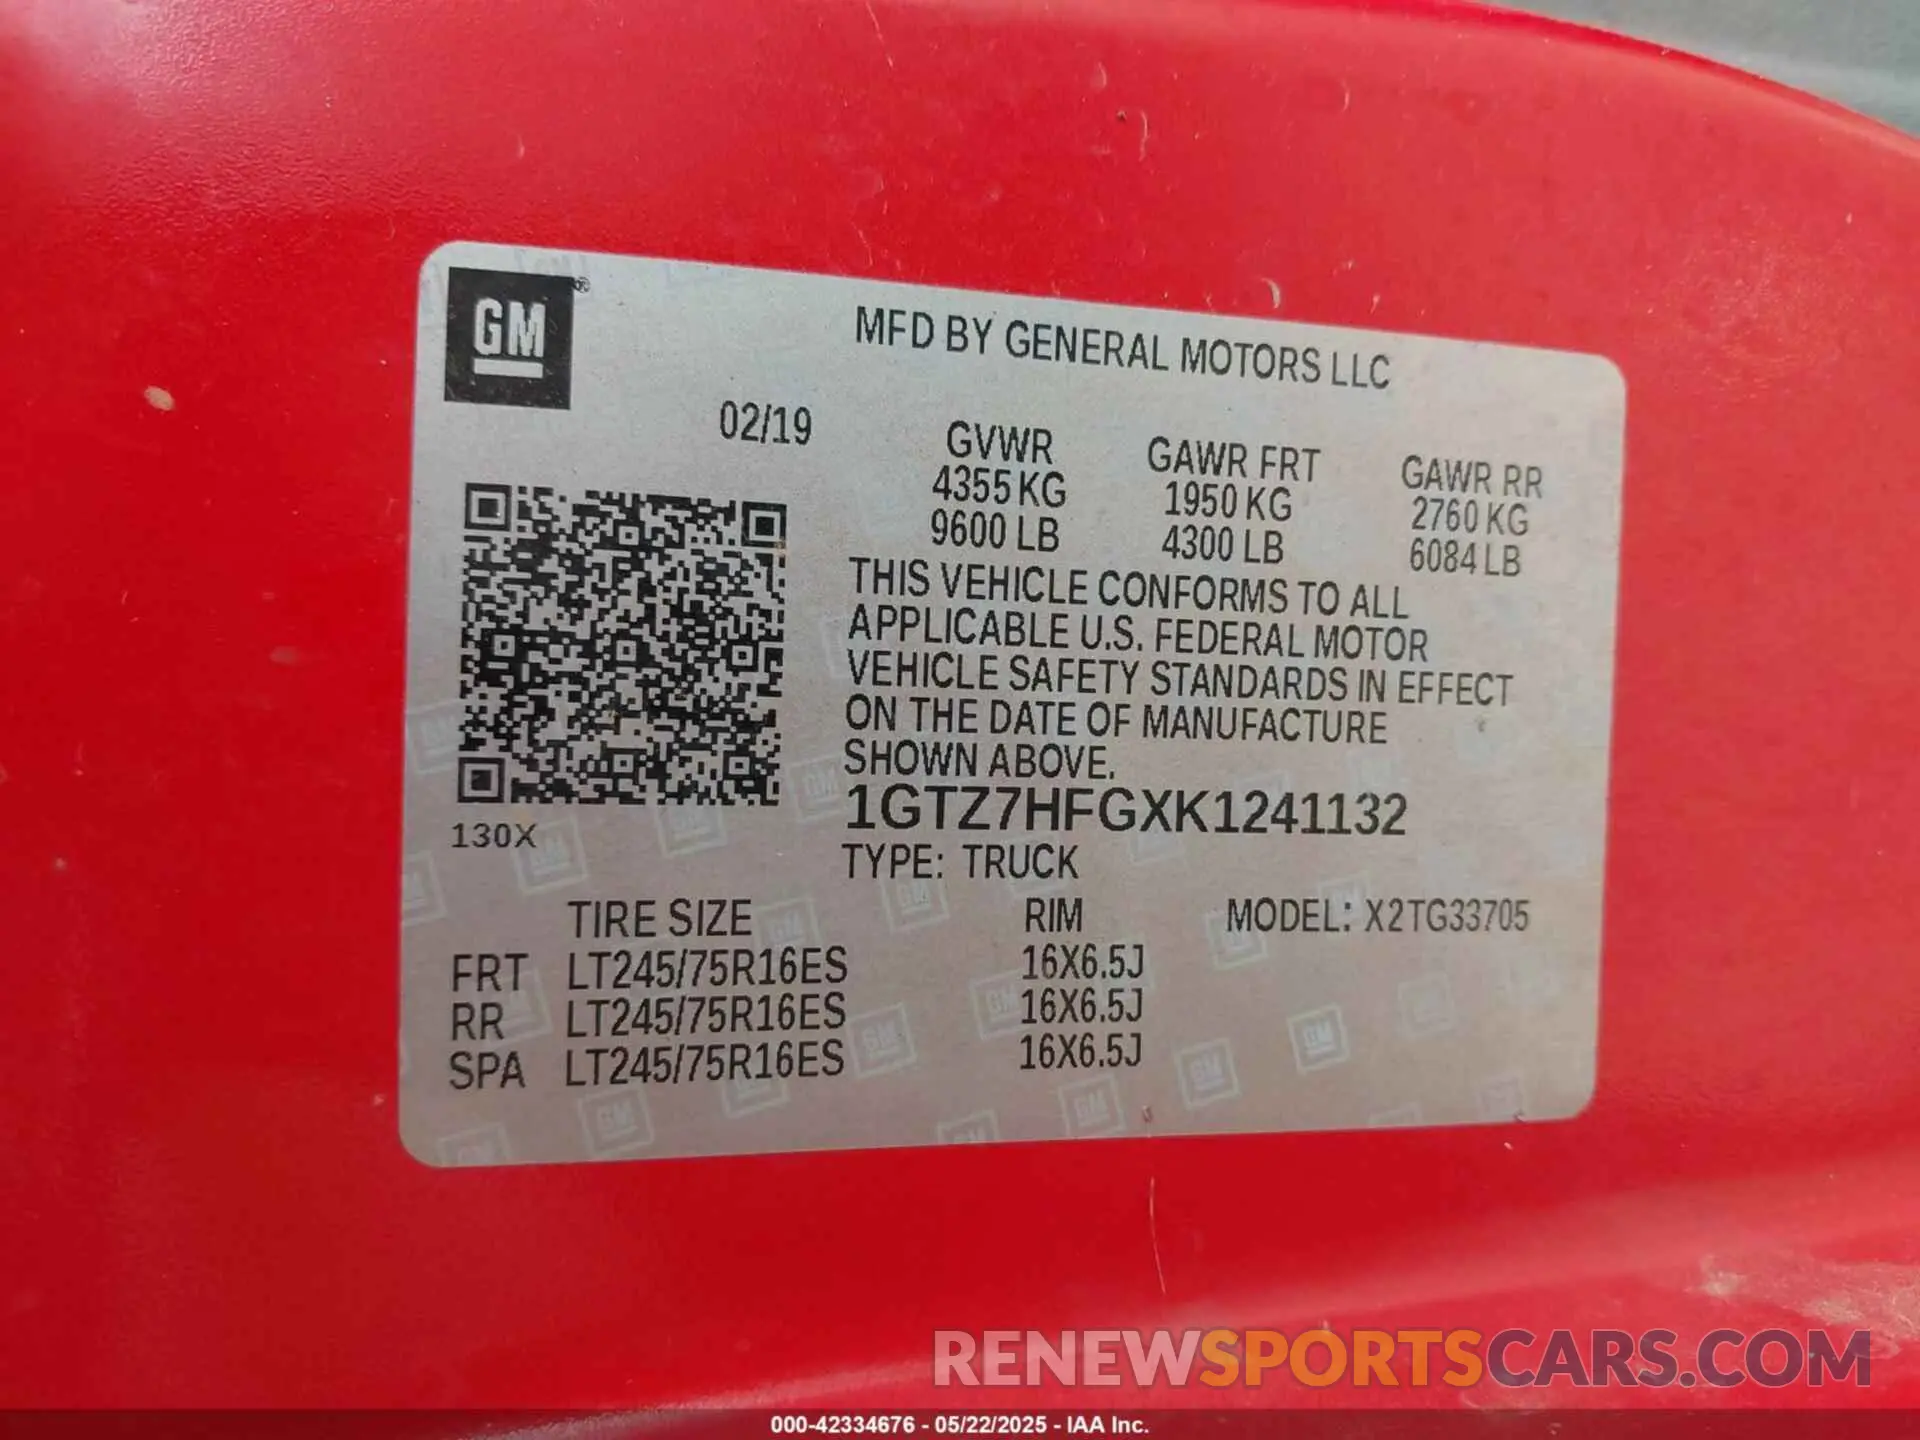 GM®
MFD BY GENERAL MOTORS LLC
02/19
GVWR GAWR FRT GAWR RR
4355 KG 1950 KG 2760 KG
9600 LB 4300 LB 6084 LB
THIS VEHICLE CONFORMS TO ALL
APPLICABLE U.S. FEDERAL MOTOR
VEHICLE SAFETY STANDARDS IN EFFECT
ON THE DATE OF MANUFACTURE
SHOWN ABOVE.
1GTZ7HFGXK1241132
130X
TYPE: TRUCK
TIRE SIZE RIM MODEL: X2TG33705
FRT LT245/75R16ES 16X6.5J
RR LT245/75R16ES 16X6.5J
SPA LT245/75R16ES 16X6.5J
RENEWSPORTSCARS.COM
000-42334676 - 05/22/2025 - IAA Inc.